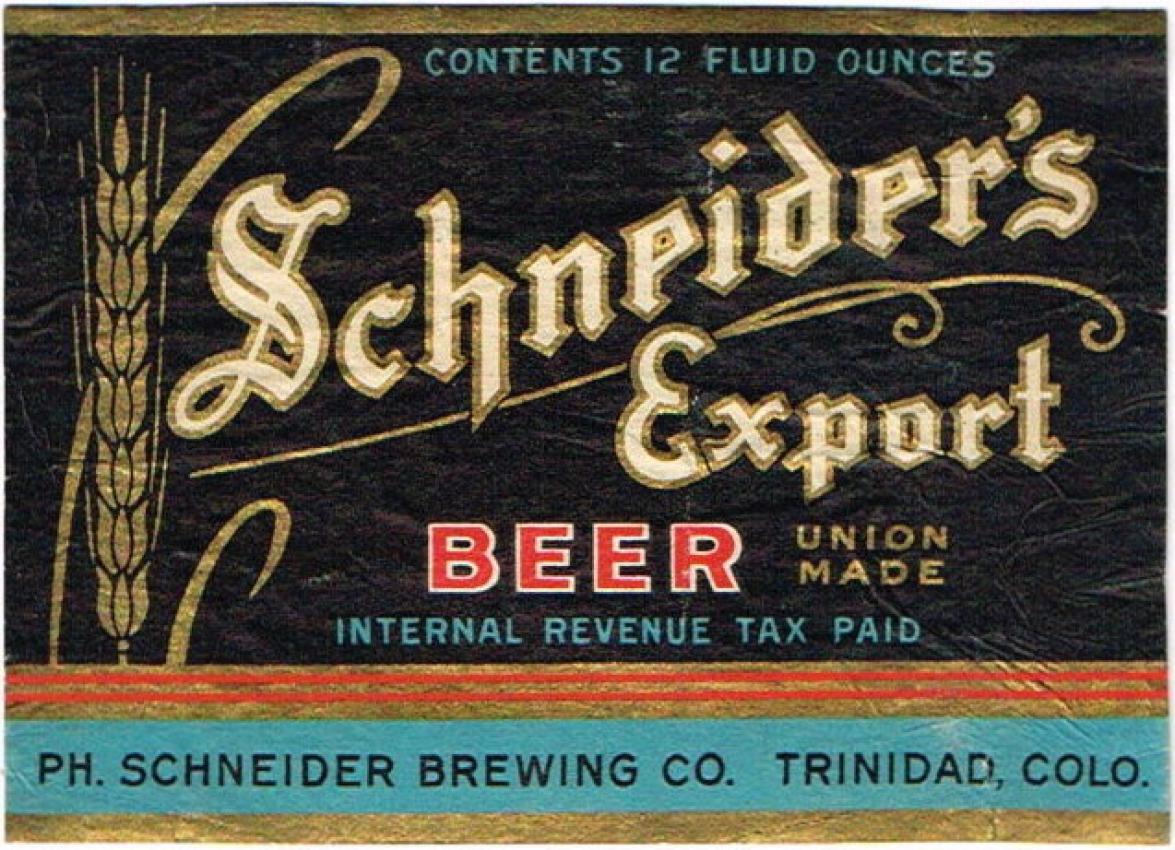 CONTENTS 12 FLUID OUNCES
Schneider's
Export
BEER
UNION
MADE
INTERNAL REVENUE TAX PAID
PH. SCHNEIDER BREWING CO. TRINIDAD, COLO.